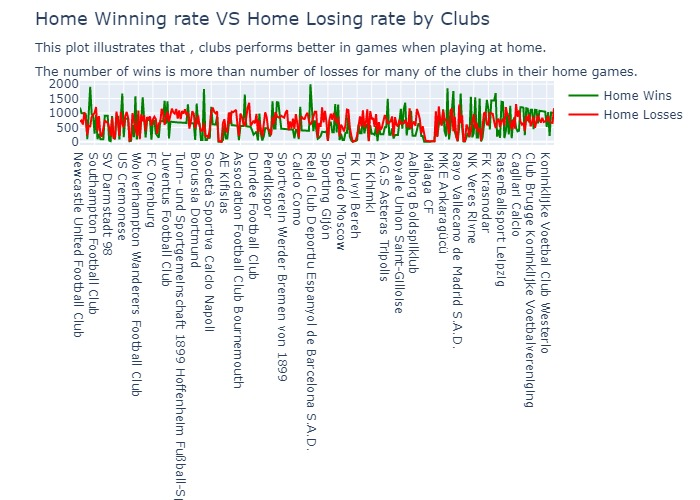 Home Winning rate VS Home Losing rate by Clubs
This plot illustrates that , clubs performs better in games when playing at home.
The number of wins is more than number of losses for many of the clubs in their home games.
2000
1500
1000
500
0
Home Wins
Home Losses
Newcastle United Football Club
Southampton Football Club
SV Darmstadt 98
US Cremonese
Wolverhampton Wanderers Football Club
FC Orenburg
Juventus Football Club
Turn- und Sportgemeinschaft 1899 Hoffenheim Fußball-Sp
Borussia Dortmund
Società Sportiva Calcio Napoli
AE Kifisias
Association Football Club Bournemouth
Dundee Football Club
Pendikspor
Sportverein Werder Bremen von 1899
Calcio Como
Reial Club Deportiu Espanyol de Barcelona S.A.D.
Sporting Gijón
Torpedo Moscow
FK Livyi Bereh
FK Khimki
A.G.S Asteras Tripolis
Royale Union Saint-Gilloise
Aalborg Boldspilklub
Málaga CF
MKE Ankaragücü
Rayo Vallecano de Madrid S.A.D.
NK Veres Rivne
FK Krasnodar
RasenBallsport Leipzig
Cagliari Calcio
Club Brugge Koninklijke Voetbalvereniging
Koninklijke Voetbal Club Westerlo